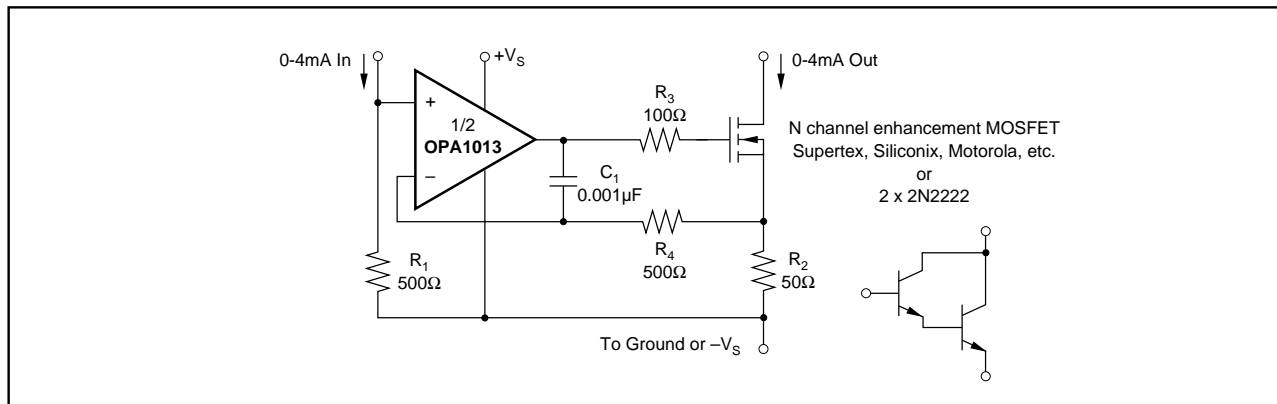 0-4mA In
+VS
+
1/2
OPA1013
–
R3
100Ω
0-4mA Out
N channel enhancement MOSFET
Supertex, Siliconix, Motorola, etc.
or
2 x 2N2222
C1
0.001µF
R1
500Ω
R4
500Ω
R2
50Ω
To Ground or –VS